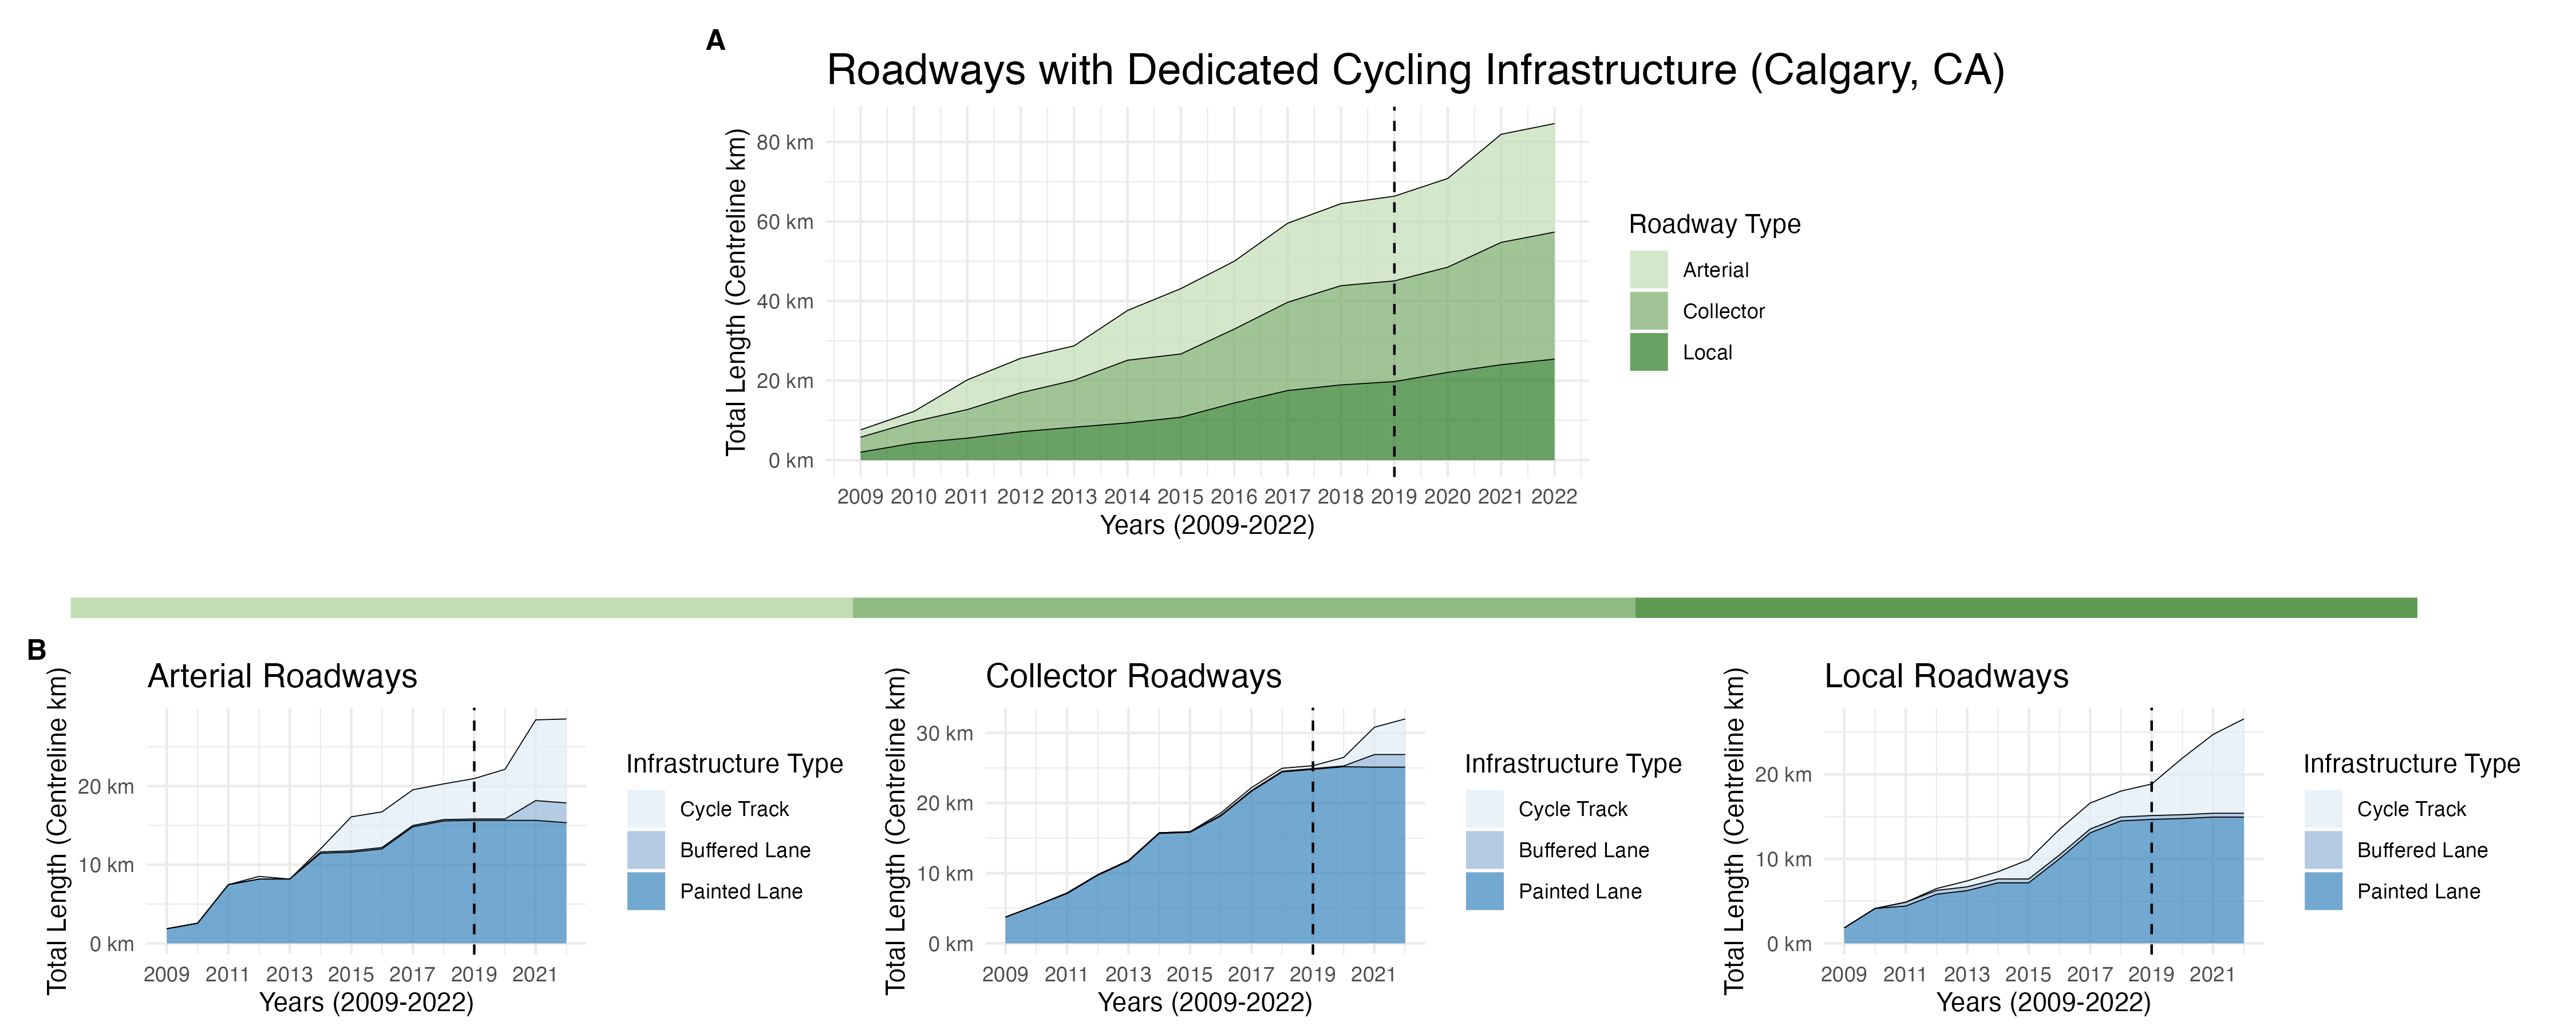 A
Roadways with Dedicated Cycling Infrastructure (Calgary, CA)
Total Length (Centreline km)
80 km
60 km
40 km
20 km
0 km
2009 2010 2011 2012 2013 2014 2015 2016 2017 2018 2019 2020 2021 2022
Years (2009-2022)
Roadway Type
Arterial
Collector
Local
B
Arterial Roadways
Total Length (Centreline km)
20 km
10 km
0 km
2009 2011 2013 2015 2017 2019 2021
Years (2009-2022)
Infrastructure Type
Cycle Track
Buffered Lane
Painted Lane
Collector Roadways
Total Length (Centreline km)
30 km
20 km
10 km
0 km
2009 2011 2013 2015 2017 2019 2021
Years (2009-2022)
Infrastructure Type
Cycle Track
Buffered Lane
Painted Lane
Local Roadways
Total Length (Centreline km)
20 km
10 km
0 km
2009 2011 2013 2015 2017 2019 2021
Years (2009-2022)
Infrastructure Type
Cycle Track
Buffered Lane
Painted Lane